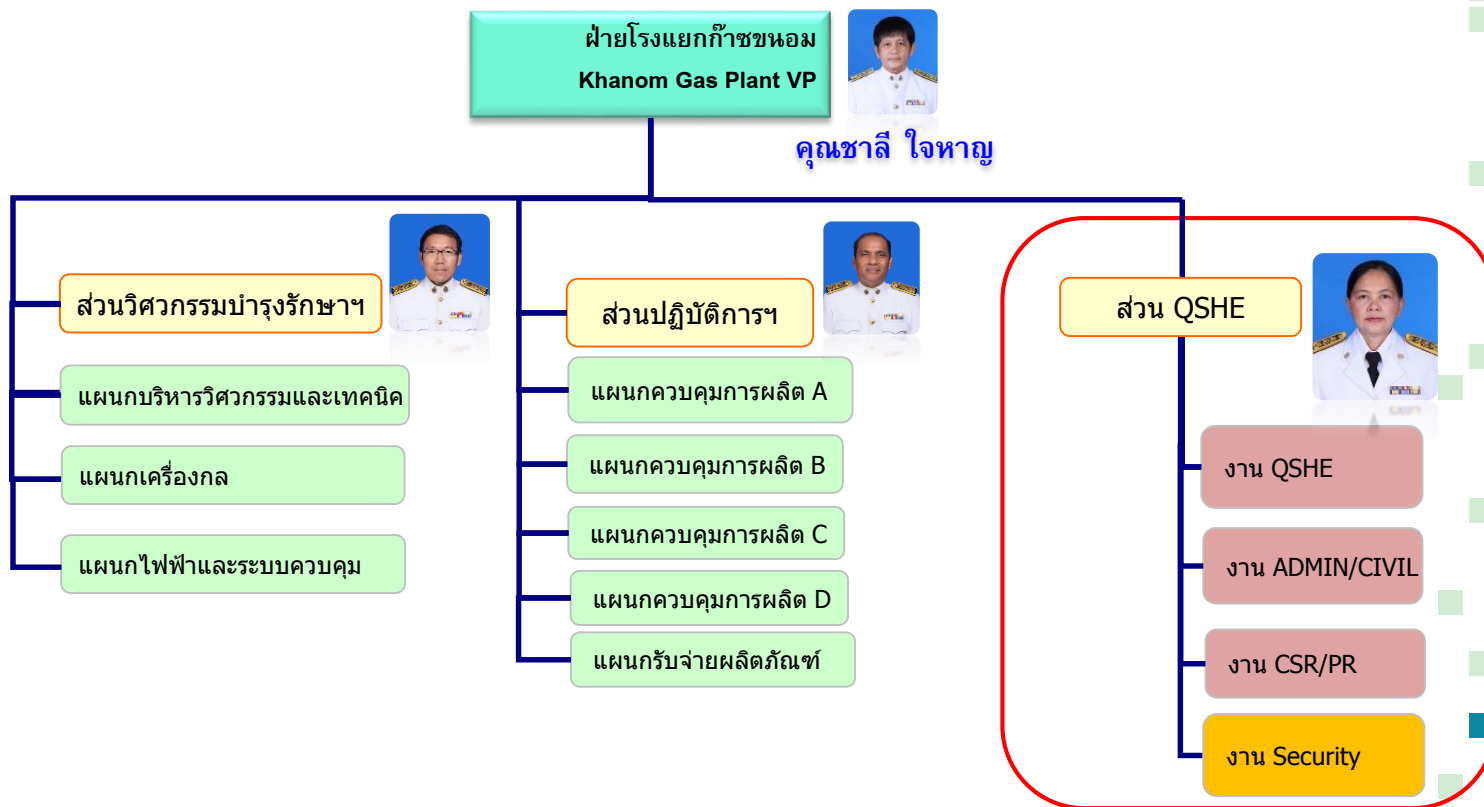 ฝ่ายโรงแยกก๊าซขนอม
Khanom Gas Plant VP
คุณชาลี ใจหาญ
ส่วนวิศวกรรมบำรุงรักษาฯ
แผนกบริหารวิศวกรรมและเทคนิค
แผนกเครื่องกล
แผนกไฟฟ้าและระบบควบคุม
ส่วนปฏิบัติการฯ
แผนกควบคุมการผลิต A
แผนกควบคุมการผลิต B
แผนกควบคุมการผลิต C
แผนกควบคุมการผลิต D
แผนกรับจ่ายผลิตภัณฑ์
ส่วน QSHE
งาน QSHE
งาน ADMIN/CIVIL
งาน CSR/PR
งาน Security